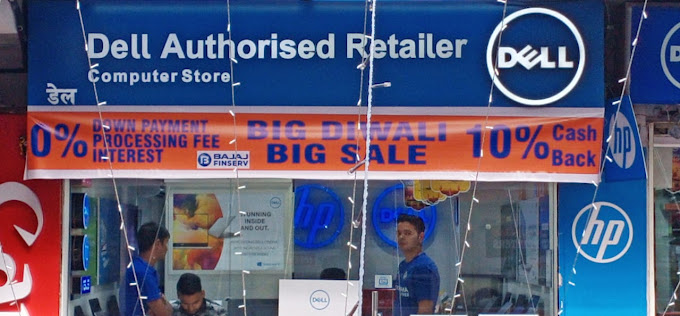 Dell Authorised Retailer
Computer Store
DELL
डेल
0%
DOWN PAYMENT
PROCESSING FEE
INTEREST
BAJAJ
FINSERV
BIG DIWALI
BIG SALE
10% Cash
Back
hp
hp
hp
DELL
RUNNING
INSIDE
AND OUT.
DELL